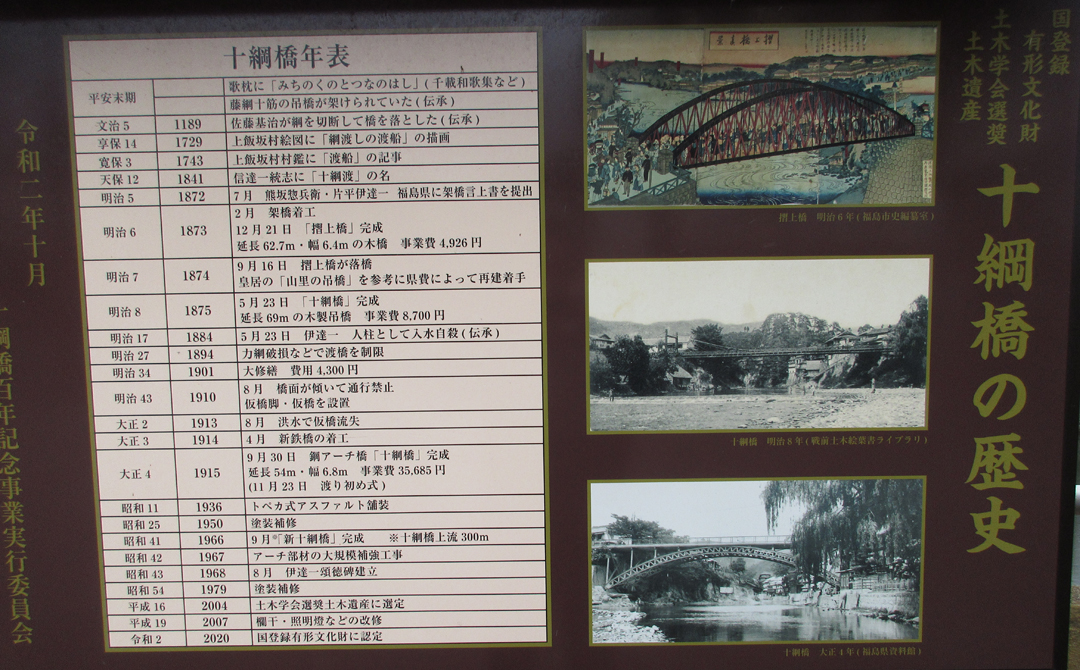 国登録
有形文化財
土木学会選奨
土木遺産
十綱橋の歴史
十綱橋年表
平安末期 歌枕に「みちのくのとつなのはし」(千載和歌集など)
藤綱十筋の吊橋が架けられていた(伝承)
文治5 1189 佐藤基治が綱を切断して橋を落とした(伝承)
享保14 1729 上飯坂村絵図に「綱渡しの渡船」の描画
寛保3 1743 上飯坂村村鑑に「渡船」の記事
天保12 1841 信達一統志に「十綱渡」の名
明治5 1872 7月 熊坂惣兵衛・片平伊達一 福島県に架橋言上書を提出
明治6 1873 2月 架橋着工
12月21日 「摺上橋」完成
延長62.7m・幅6.4mの木橋 事業費4,926円
明治7 1874 9月16日 摺上橋が落橋
皇居の「山里の吊橋」を参考に県費によって再建着手
明治8 1875 5月23日 「十綱橋」完成
延長69mの木製吊橋 事業費8,700円
明治17 1884 5月23日 伊達一 人柱として入水自殺(伝承)
明治27 1894 力綱破損などで渡橋を制限
明治34 1901 大修繕 費用4,300円
明治43 1910 8月 橋面が傾いて通行禁止
仮橋脚・仮橋を設置
大正2 1913 8月 洪水で仮橋流失
大正3 1914 4月 新鉄橋の着工
大正4 1915 9月30日 鋼アーチ橋「十綱橋」完成
延長54m・幅6.8m 事業費35,685円
(11月23日 渡り初め式)
昭和11 1936 トペカ式アスファルト舗装
昭和25 1950 塗装補修
昭和41 1966 9月「新十綱橋」完成 ※十綱橋上流300m
昭和42 1967 アーチ部材の大規模補強工事
昭和43 1968 8月 伊達一頌徳碑建立
昭和54 1979 塗装補修
平成16 2004 土木学会選奨土木遺産に選定
平成19 2007 欄干・照明燈などの改修
令和2 2020 国登録有形文化財に認定
摺上橋 明治6年(福島市史編纂室)
十綱橋 明治8年(戦前土木絵葉書ライブラリ)
十綱橋 大正4年(福島県資料館)
令和二年十月
十綱橋百年記念事業実行委員会